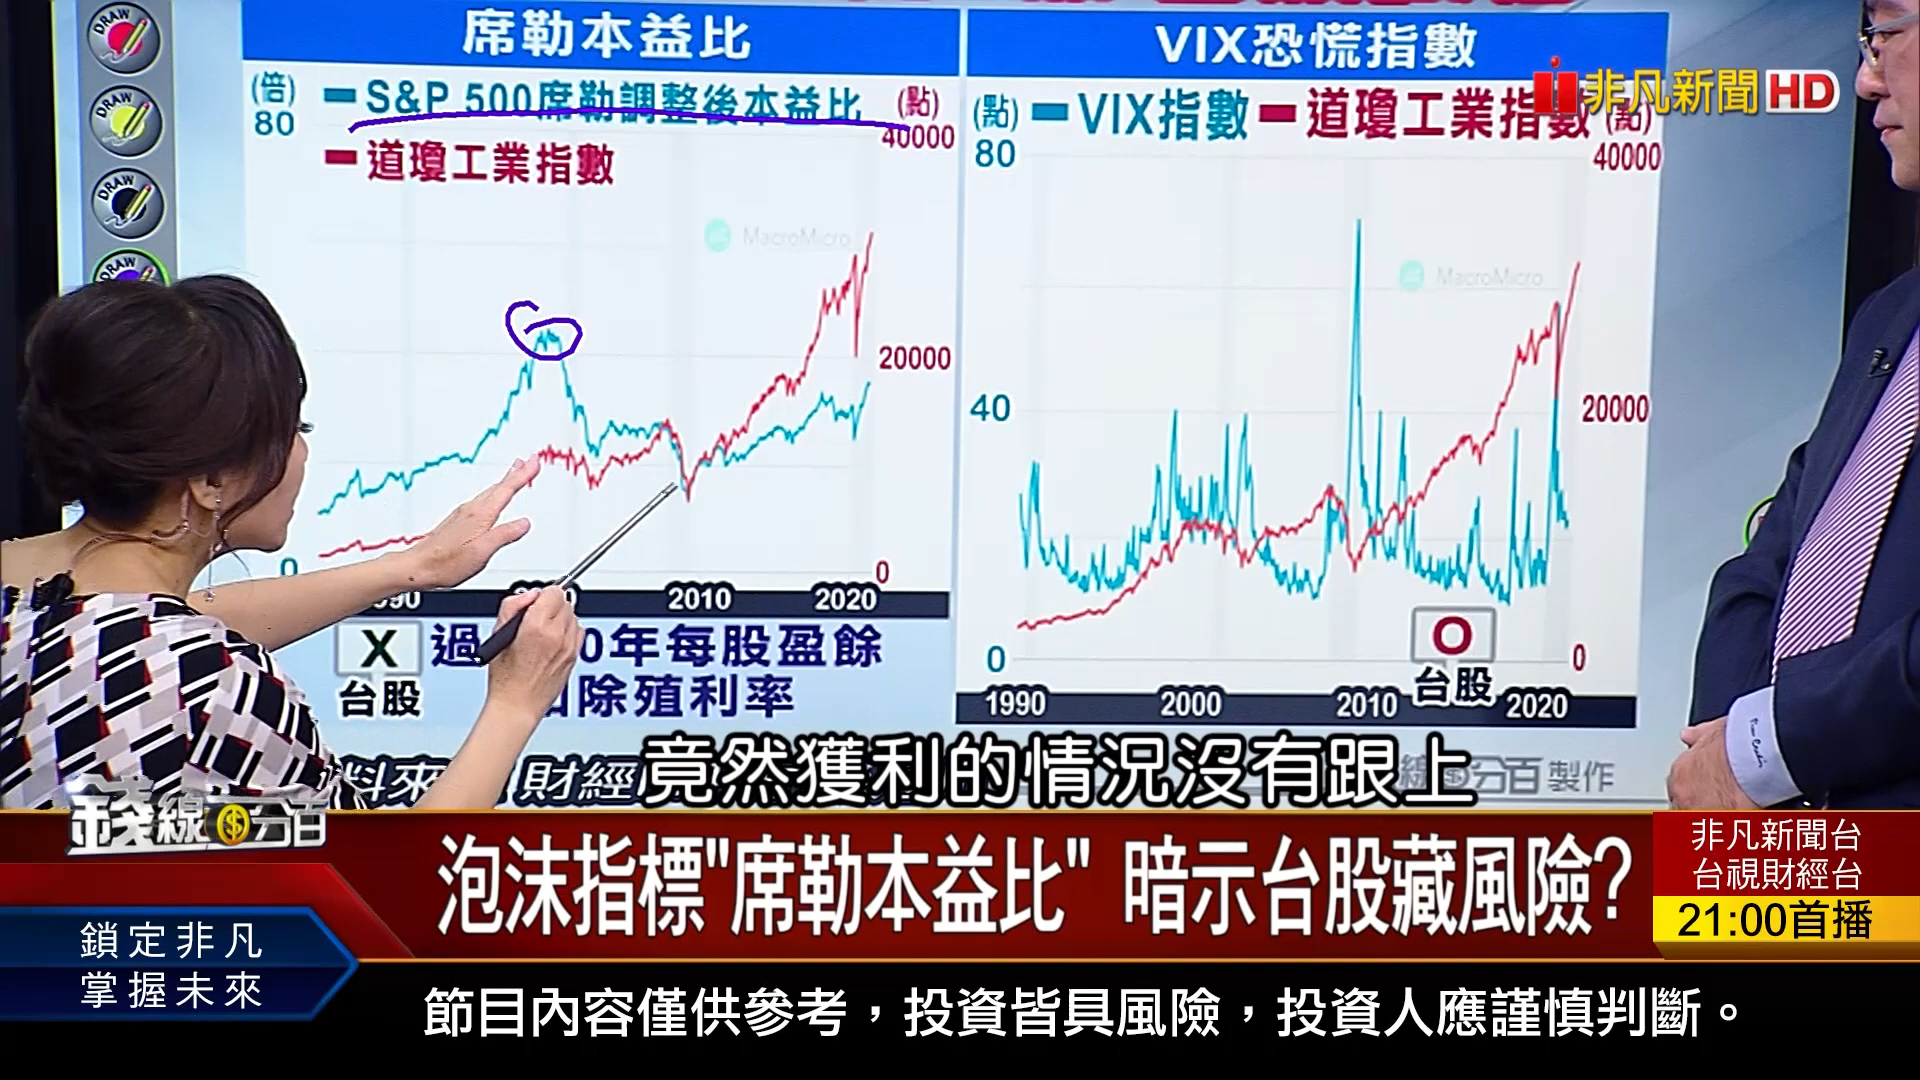 DRAW
DRAW
DRAW
DRAW
席勒本益比
(倍)
S&P 500席勒調整後本益比
(點)
80
40000
道瓊工業指數
MacroMicro
20000
0
0
2010
2020
X
台股
年每股盈餘
除殖利率
VIX恐慌指數
非凡新聞HD
(點)
VIX指數
道瓊工業指數
(點)
80
40000
MacroMicro
40
20000
0
0
1990
2000
2010
2020
O
台股
財經
製作
竟然獲利的情況沒有跟上
錢線百分百
泡沫指標"席勒本益比" 暗示台股藏風險?
非凡新聞台
台視財經台
21:00首播
鎖定非凡
掌握未來
節目內容僅供參考，投資皆具風險，投資人應謹慎判斷。